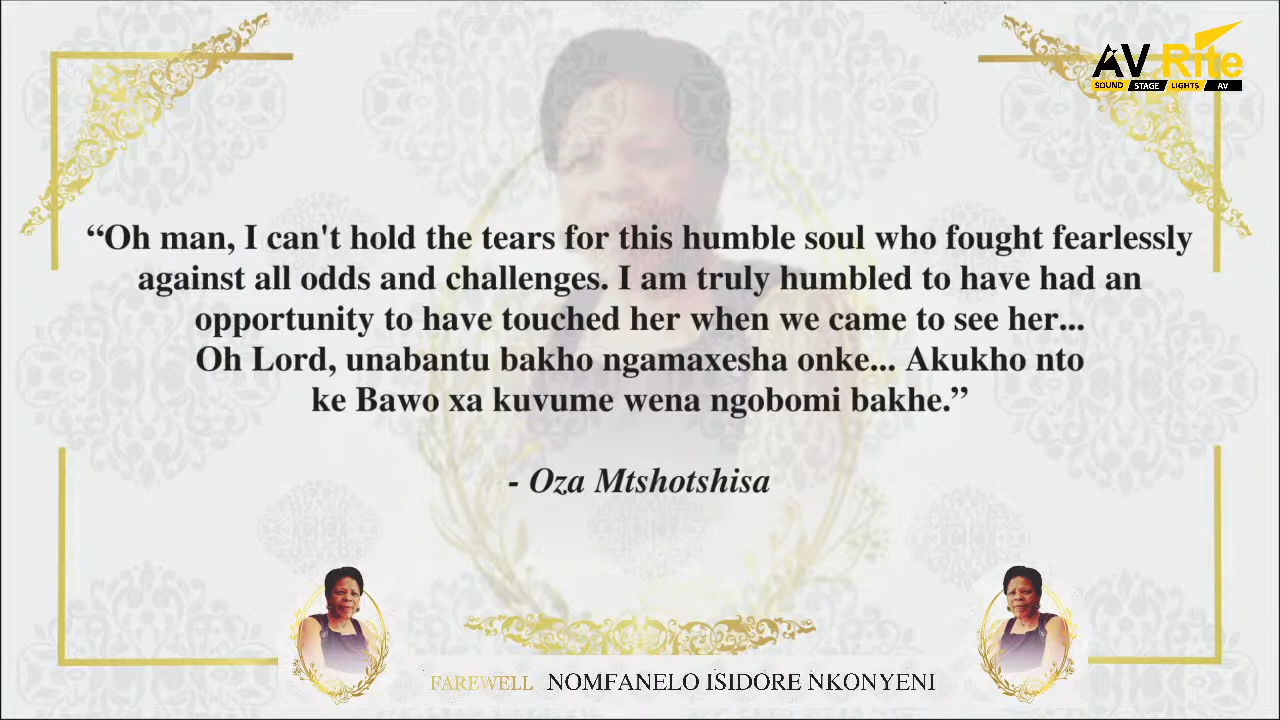 AV Rite
SOUND STAGE LIGHTS AV
“Oh man, I can't hold the tears for this humble soul who fought fearlessly
against all odds and challenges. I am truly humbled to have had an
opportunity to have touched her when we came to see her...
Oh Lord, unabantu bakho ngamaxesha onke... Akukho nto
ke Bawo xa kuvume wena ngobomi bakhe.”
- Oza Mtshotshisa
FAREWELL NOMFANELO ISIDORE NKONYENI